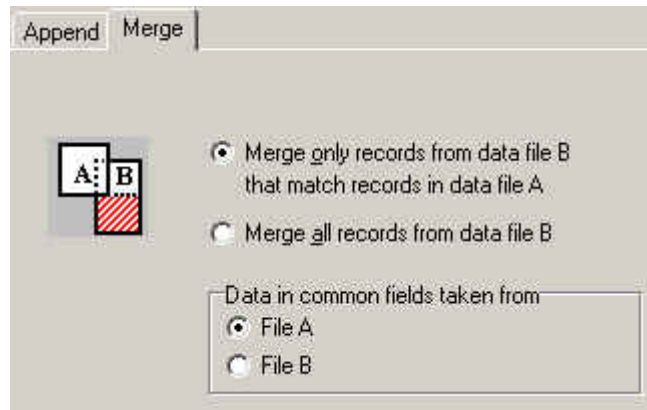 Append Merge
A B
Merge only records from data file B
that match records in data file A
Merge all records from data file B
Data in common fields taken from
File A
File B